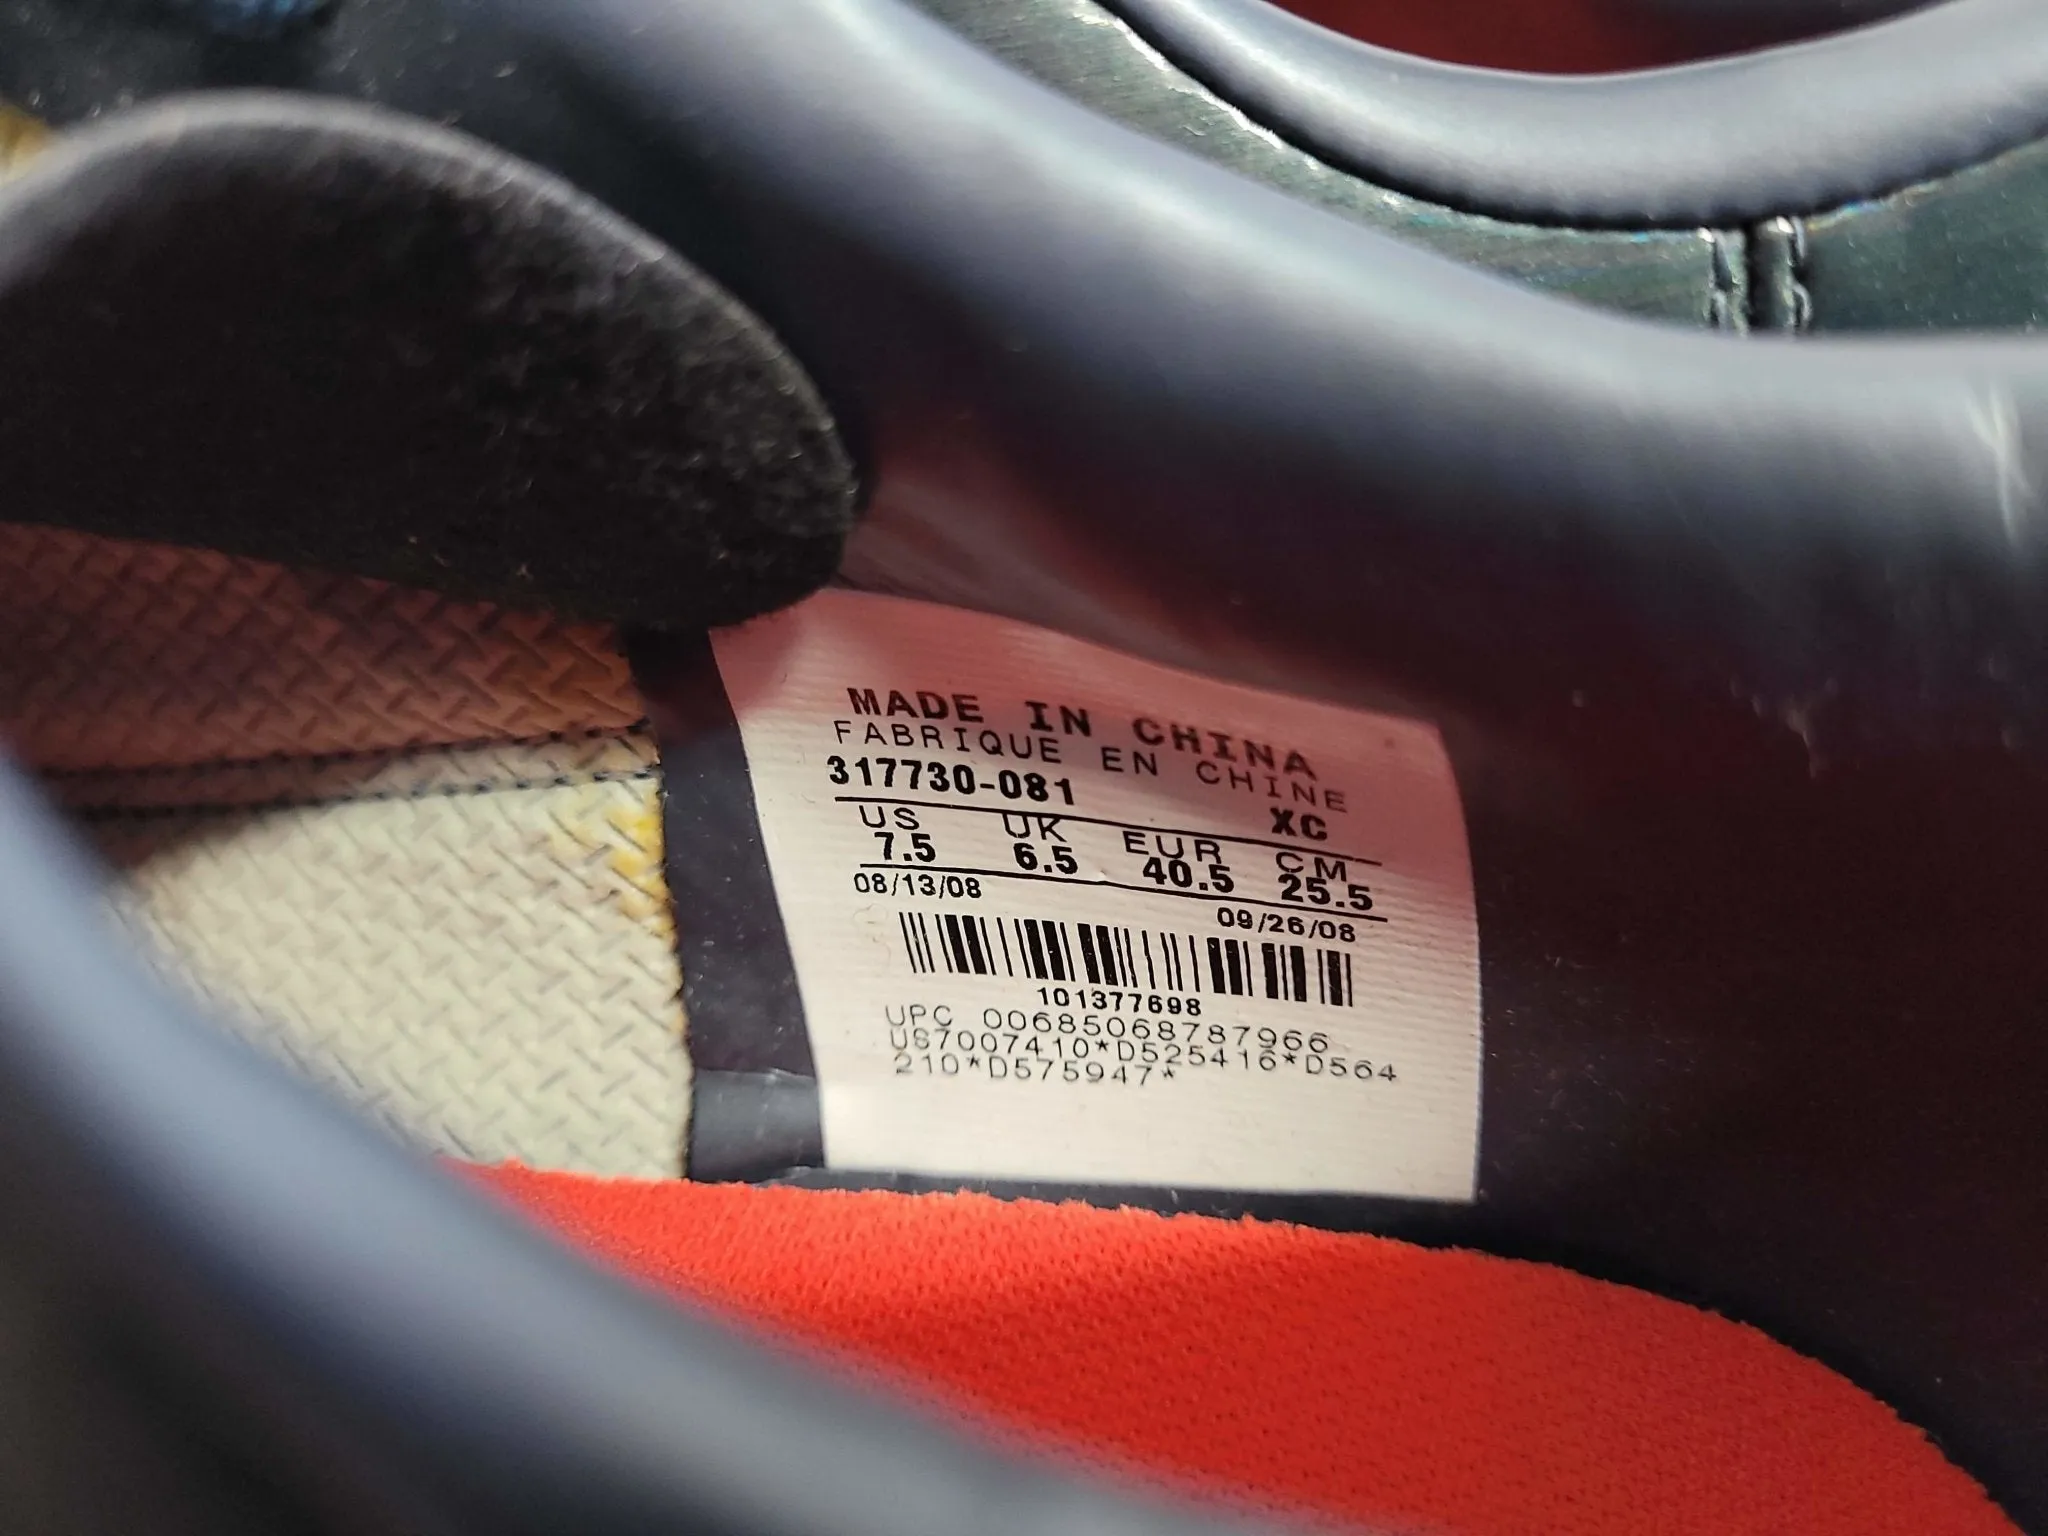 MADE IN CHINA
FABRIQUE EN CHINE
317730-081 XC
US UK EUR CM
7.5 6.5 40.5 25.5
08/13/08 09/26/08
101377698
UPC 00685068787966
US7007410*D525416*D564
210*D575947*